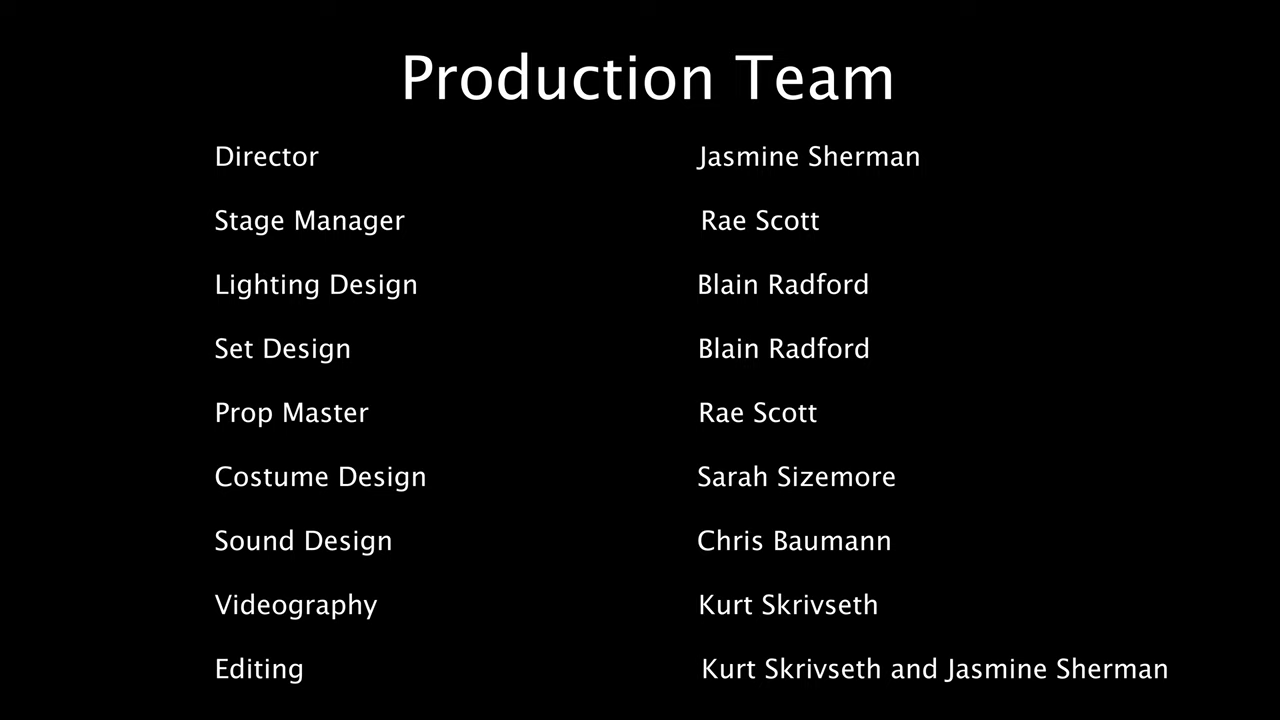 Production Team
Director Jasmine Sherman
Stage Manager Rae Scott
Lighting Design Blain Radford
Set Design Blain Radford
Prop Master Rae Scott
Costume Design Sarah Sizemore
Sound Design Chris Baumann
Videography Kurt Skrivseth
Editing Kurt Skrivseth and Jasmine Sherman